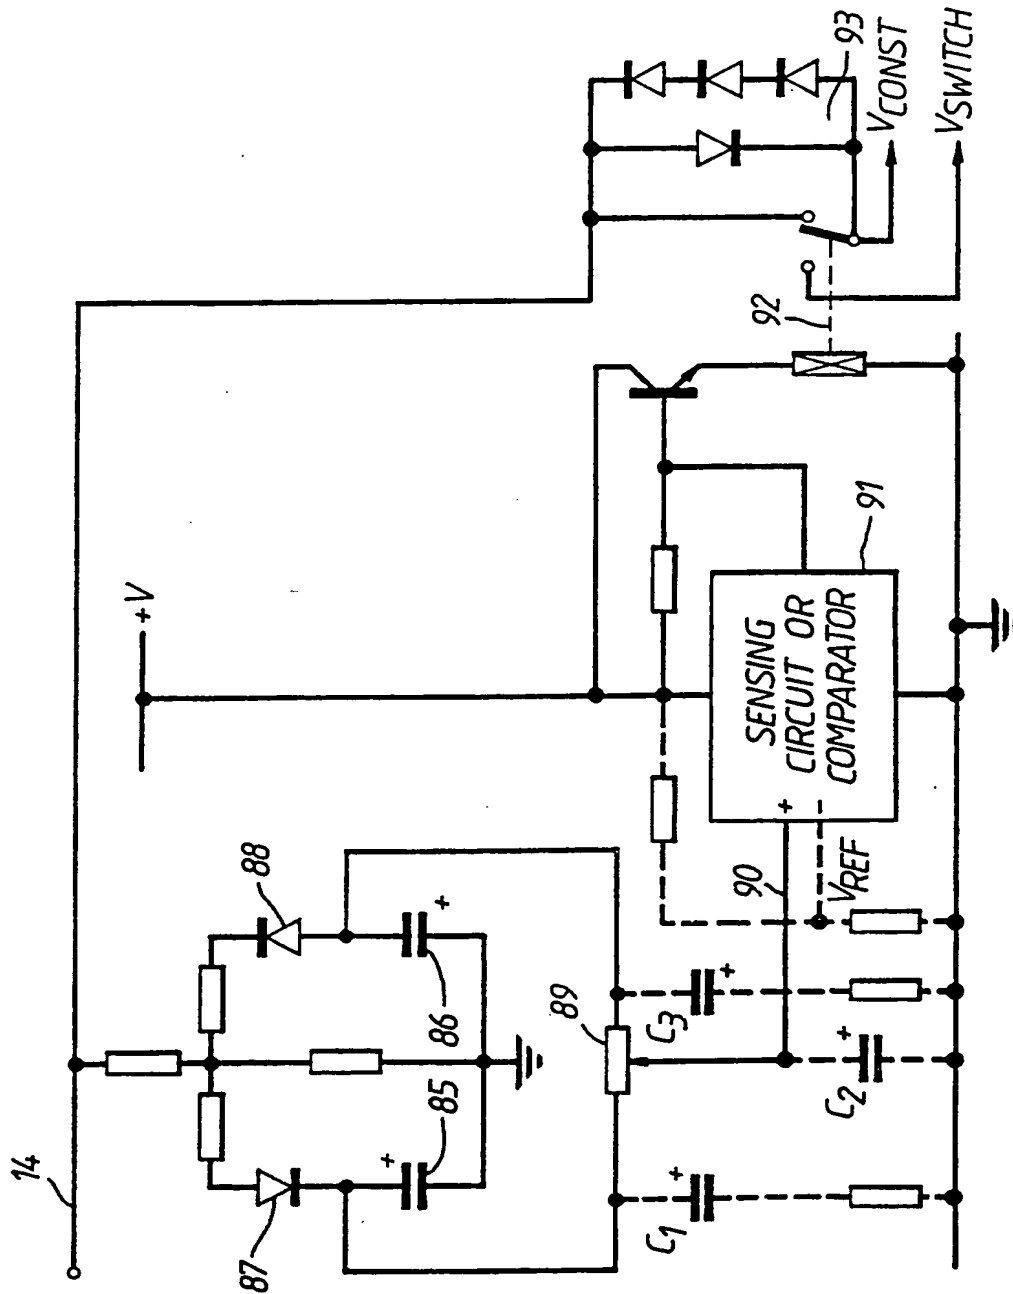 14
+V
88
87
+
85
86
+
89
90
C1
+
C2
+
C3
+
VREF
+
-
SENSING
CIRCUIT OR
COMPARATOR
91
92
93
VCONST
VSWITCH